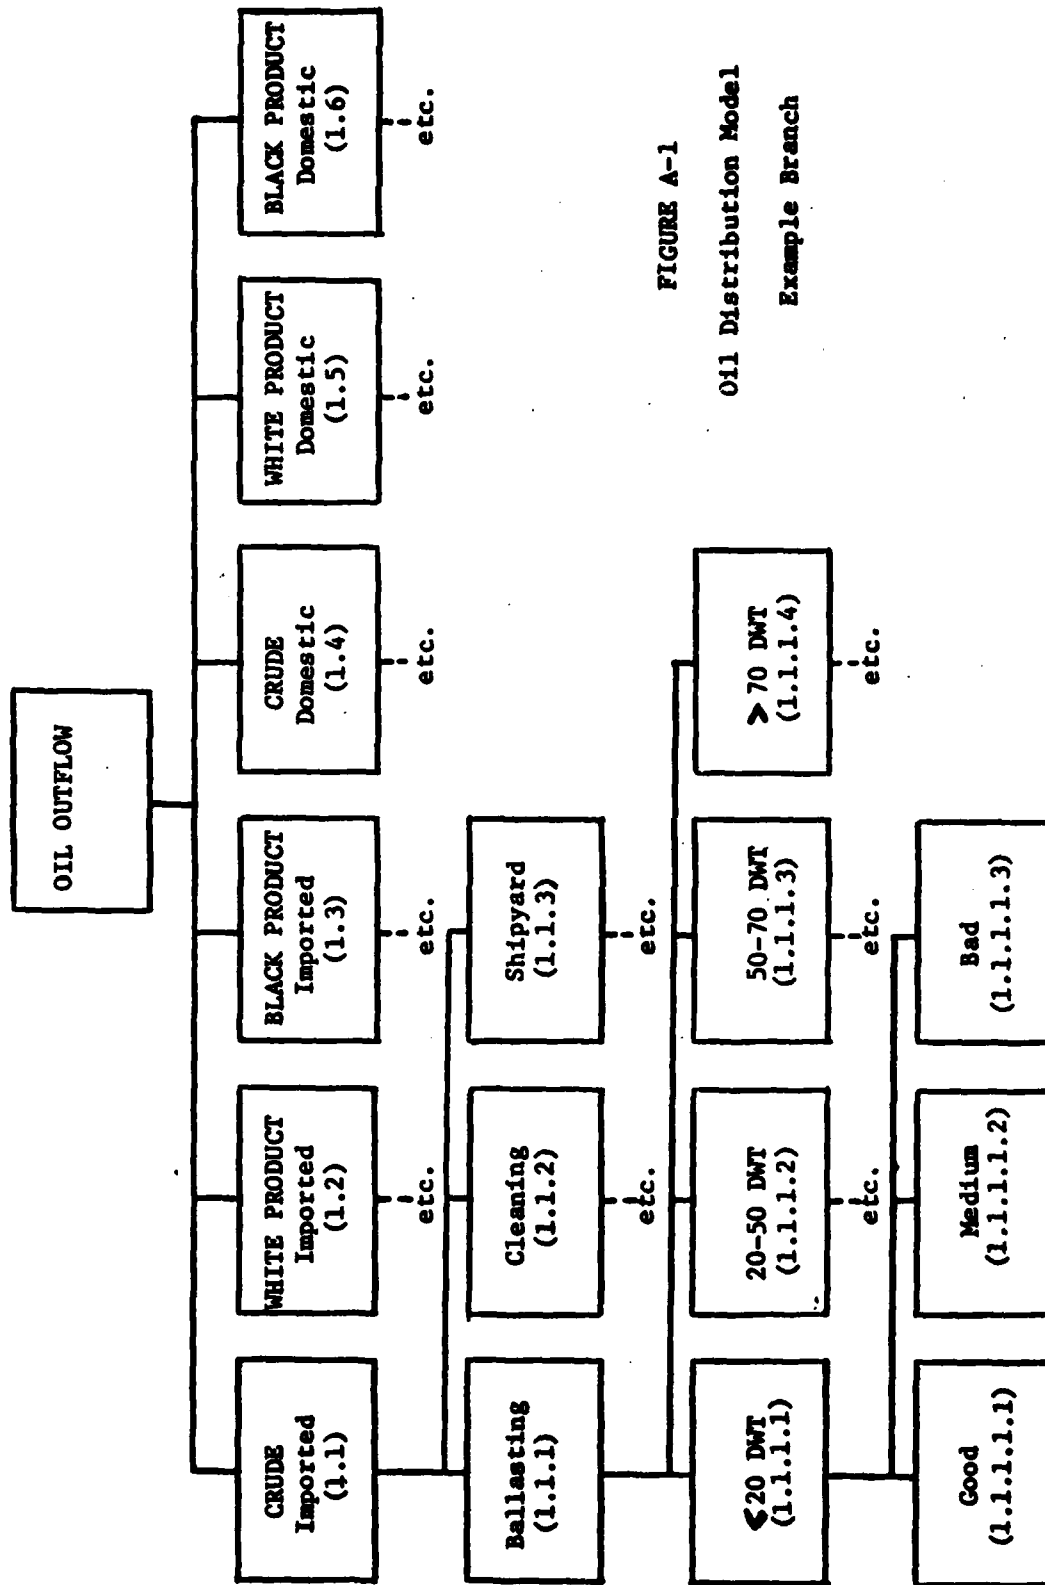 OIL OUTFLOW
CRUDE
Imported
(1.1)
WHITE PRODUCT
Imported
(1.2)
BLACK PRODUCT
Imported
(1.3)
CRUDE
Domestic
(1.4)
WHITE PRODUCT
Domestic
(1.5)
BLACK PRODUCT
Domestic
(1.6)
etc.
etc.
etc.
etc.
etc.
Ballasting
(1.1.1)
Cleaning
(1.1.2)
Shipyard
(1.1.3)
etc.
etc.
<20 DWT
(1.1.1.1)
20-50 DWT
(1.1.1.2)
50-70 DWT
(1.1.1.3)
>70 DWT
(1.1.1.4)
etc.
etc.
etc.
Good
(1.1.1.1.1)
Medium
(1.1.1.1.2)
Bad
(1.1.1.1.3)
FIGURE A-1
Oil Distribution Model
Example Branch